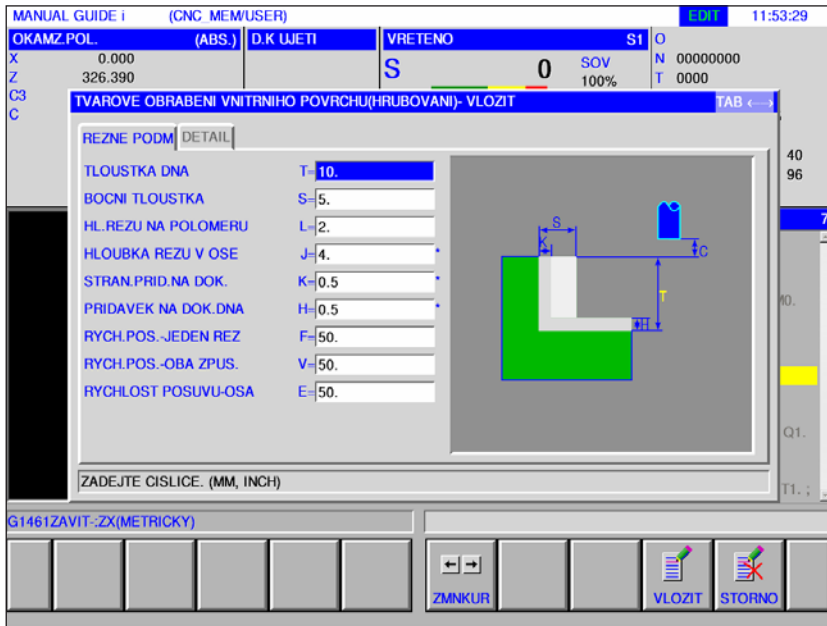 MANUAL GUIDE i (CNC_MEM/USER) EDIT 11:53:29
OKAMZ.POL. (ABS.) D.K UJETI VRETENO S1 O
X 0.000 S 0 SOV N 00000000
Z 326.390 100% T 0000
C3
C
TVAROVE OBRABENI VNITRNIHO POVRCHU(HRUBOVANI)- VLOZIT TAB ←→
REZNE PODM DETAIL
TLOUSTKA DNA T= 10.
BOCNI TLOUSTKA S= 5.
HL.REZU NA POLOMERU L= 2.
HLOUBKA REZU V OSE J= 4. *
STRAN.PRID.NA DOK. K= 0.5 *
PRIDAVEK NA DOK.DNA H= 0.5 *
RYCH.POS.-JEDEN REZ F= 50.
RYCH.POS.-OBA ZPUS. V= 50.
RYCHLOST POSUVU-OSA E= 50.
S
K
C
T
H
40
96
7
M0.
Q1.
T1. ;
ZADEJTE CISLICE. (MM, INCH)
G1461ZAVIT-:ZX(METRICKY)
← →
ZMNKUR VLOZIT STORNO